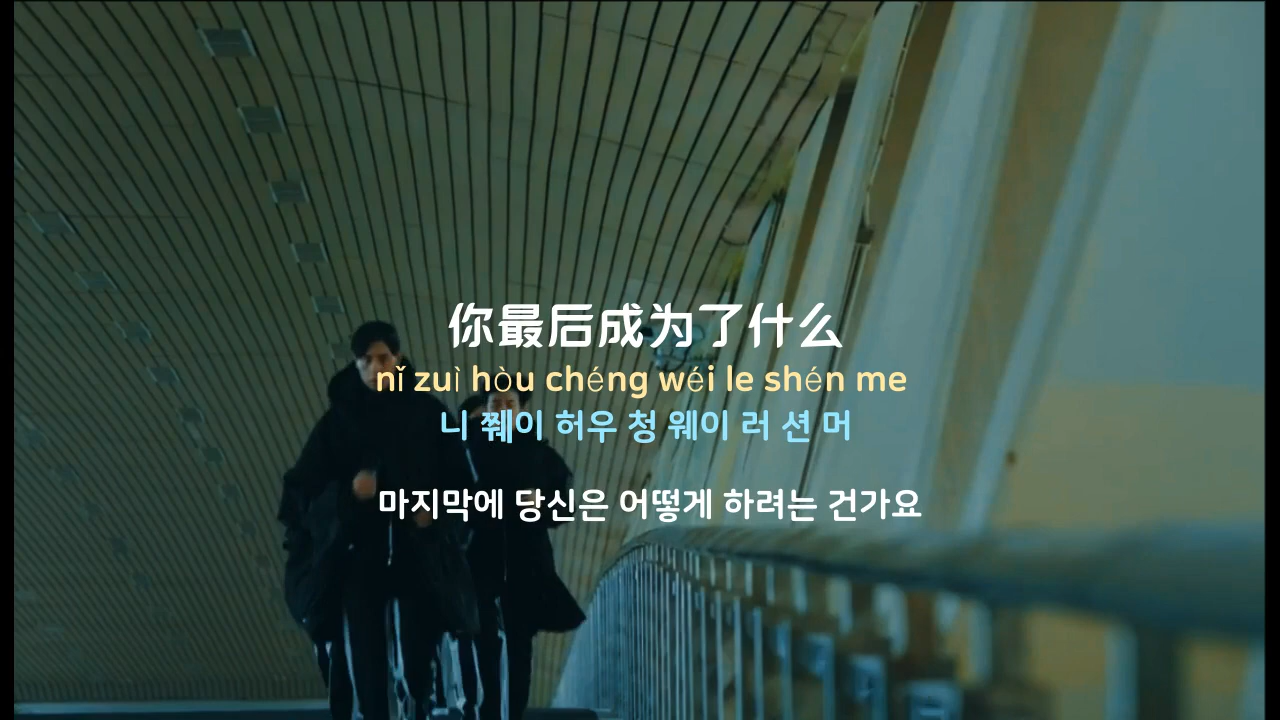 你最后成为了什么
nǐ zuì hòu chéng wéi le shén me
니 쮀이 허우 청 웨이 러 션 머
마지막에 당신은 어떻게 하려는 건가요